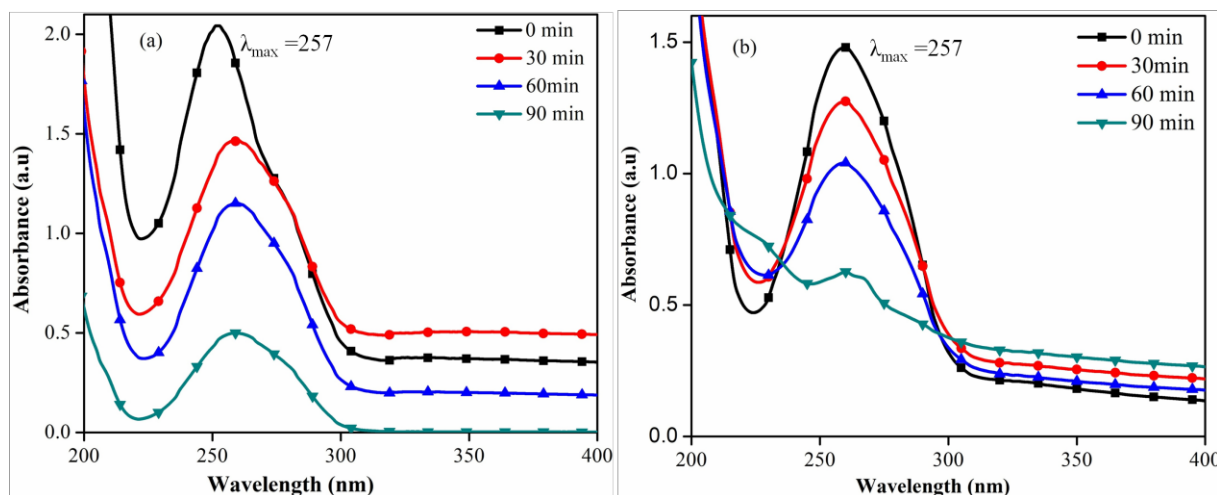 (a)
λmax =257
0 min
30 min
60min
90 min
2.0
1.5
1.0
0.5
0.0
Absorbance (a.u)
200 250 300 350 400
Wavelength (nm)
(b)
λmax =257
0 min
30min
60 min
90 min
1.5
1.0
0.5
0.0
Absorbance (a.u)
200 250 300 350 400
Wavelength (nm)